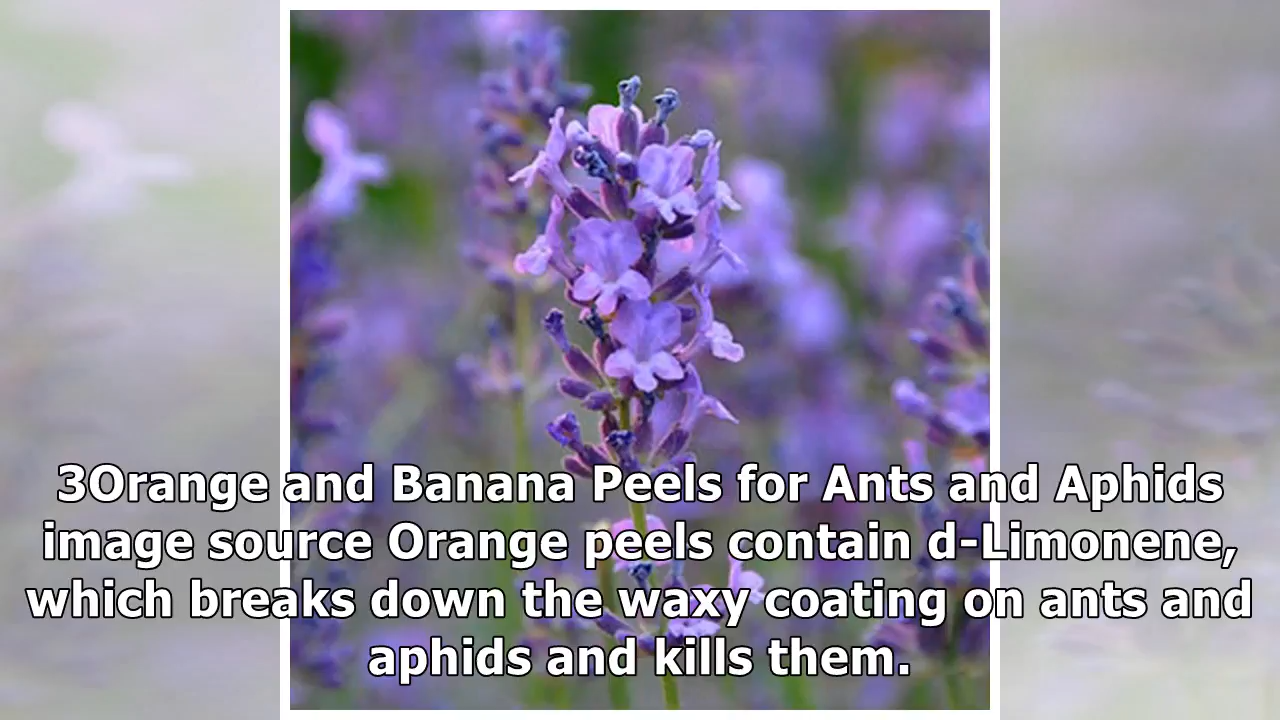 3Orange and Banana Peels for Ants and Aphids
image source Orange peels contain d-Limonene,
which breaks down the waxy coating on ants and
aphids and kills them.